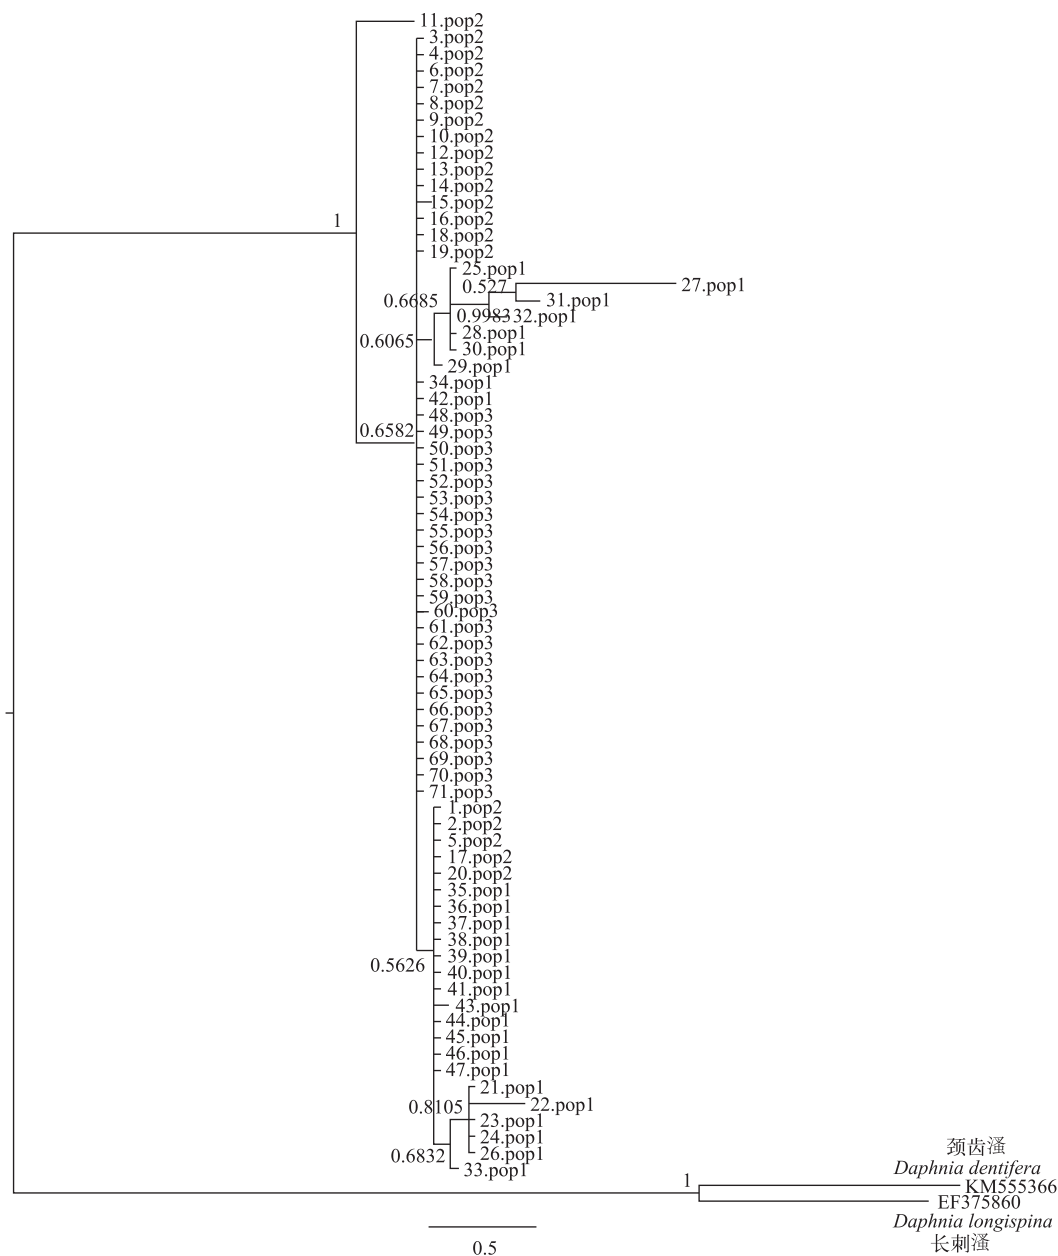 11.pop2
3.pop2
4.pop2
6.pop2
7.pop2
8.pop2
9.pop2
10.pop2
12.pop2
13.pop2
14.pop2
15.pop2
16.pop2
1
18.pop2
19.pop2
25.pop1
0.527
27.pop1
0.6685
31.pop1
0.9983
32.pop1
28.pop1
0.6065
30.pop1
29.pop1
34.pop1
42.pop1
48.pop3
0.6582
49.pop3
50.pop3
51.pop3
52.pop3
53.pop3
54.pop3
55.pop3
56.pop3
57.pop3
58.pop3
59.pop3
60.pop3
61.pop3
62.pop3
63.pop3
64.pop3
65.pop3
66.pop3
67.pop3
68.pop3
69.pop3
70.pop3
71.pop3
1.pop2
2.pop2
5.pop2
17.pop2
20.pop2
35.pop1
36.pop1
37.pop1
38.pop1
39.pop1
0.5626
40.pop1
41.pop1
43.pop1
44.pop1
45.pop1
46.pop1
47.pop1
21.pop1
0.8105
22.pop1
23.pop1
24.pop1
0.6832
26.pop1
33.pop1
颈齿溞
Daphnia dentifera
1
KM555366
EF375860
Daphnia longispina
长刺溞
0.5